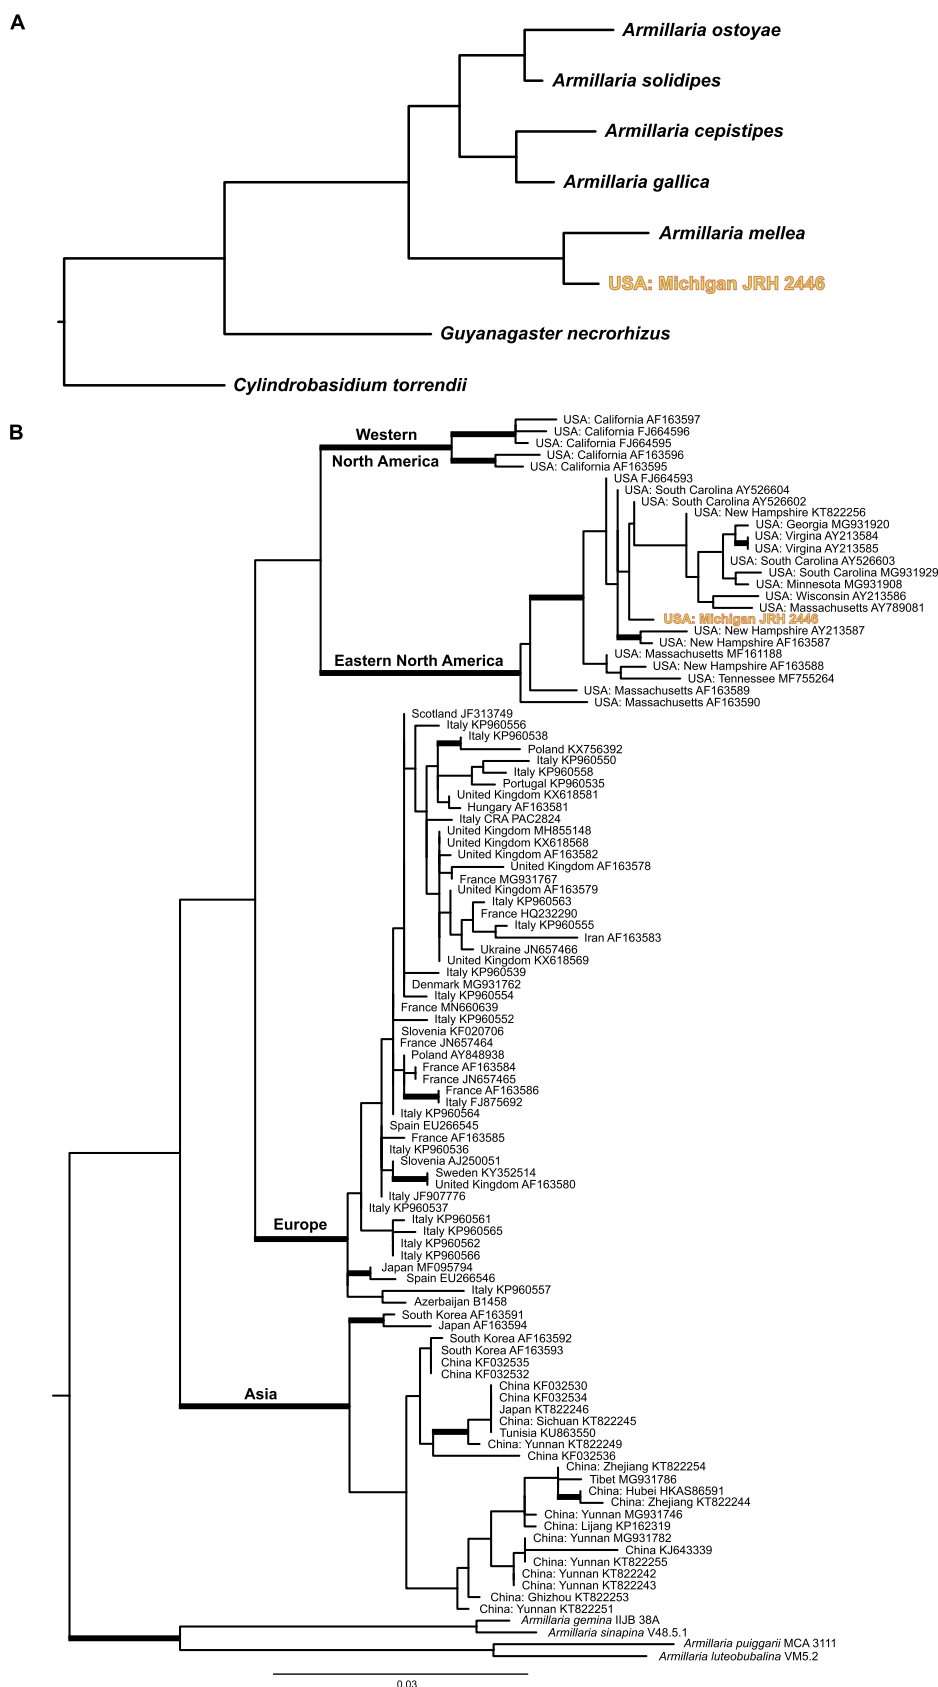 A
Armillaria ostoyae
Armillaria solidipes
Armillaria cepistipes
Armillaria gallica
Armillaria mellea
USA: Michigan JRH 2446
Guyanagaster necrorhizus
Cylindrobasidium torrendii
B
Western
North America
USA: California AF163597
USA: California FJ664596
USA: California FJ664595
USA: California AF163596
USA: California AF163595
USA FJ664593
USA: South Carolina AY526604
USA: South Carolina AY526602
USA: New Hampshire KT822256
USA: Georgia MG931920
USA: Virgina AY213584
USA: Virgina AY213585
USA: South Carolina AY526603
USA: South Carolina MG931929
USA: Minnesota MG931908
USA: Wisconsin AY213586
USA: Massachusetts AY789081
USA: Michigan JRH 2446
USA: New Hampshire AY213587
USA: New Hampshire AF163587
USA: Massachusetts MF161188
Eastern North America
USA: New Hampshire AF163588
USA: Tennessee MF755264
USA: Massachusetts AF163589
USA: Massachusetts AF163590
Scotland JF313749
Italy KP960556
Italy KP960538
Poland KX756392
Italy KP960550
Italy KP960558
Portugal KP960535
United Kingdom KX618581
Hungary AF163581
Italy CRA PAC2824
United Kingdom MH855148
United Kingdom KX618568
United Kingdom AF163582
United Kingdom AF163578
France MG931767
United Kingdom AF163579
Italy KP960563
France HQ232290
Italy KP960555
Iran AF163583
Ukraine JN657466
United Kingdom KX618569
Italy KP960539
Denmark MG931762
Italy KP960554
France MN660639
Italy KP960552
Slovenia KF020706
France JN657464
Poland AY848938
France AF163584
France JN657465
France AF163586
Italy FJ875692
Italy KP960564
Spain EU266545
France AF163585
Italy KP960536
Slovenia AJ250051
Sweden KY352514
United Kingdom AF163580
Italy JF907776
Italy KP960537
Europe
Italy KP960561
Italy KP960565
Italy KP960562
Italy KP960566
Japan MF095794
Spain EU266546
Italy KP960557
Azerbaijan B1458
South Korea AF163591
Japan AF163594
South Korea AF163592
South Korea AF163593
China KF032535
China KF032532
Asia
China KF032530
China KF032534
Japan KT822246
China: Sichuan KT822245
Tunisia KU863550
China: Yunnan KT822249
China KF032536
China: Zhejiang KT822254
Tibet MG931786
China: Hubei HKAS86591
China: Zhejiang KT822244
China: Yunnan MG931746
China: Lijang KP162319
China: Yunnan MG931782
China KJ643339
China: Yunnan KT822255
China: Yunnan KT822242
China: Yunnan KT822243
China: Ghizhou KT822253
China: Yunnan KT822251
Armillaria gemina IIJB 38A
Armillaria sinapina V48.5.1
Armillaria puiggarii MCA 3111
Armillaria luteobubalina VM5.2
0.03